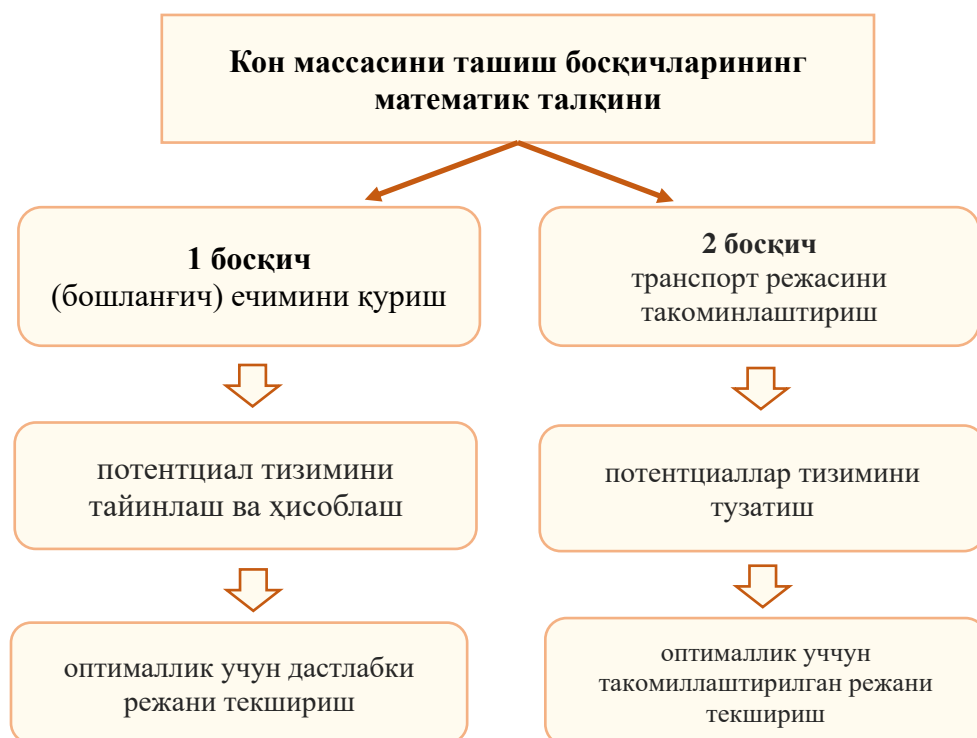 Кон массасини ташиш босқичларининг
математик талқини
1 босқич
(бошланғич) ечимини қуриш
2 босқич
транспорт режасини
такоминлаштириш
потентциал тизимини
тайинлаш ва ҳисоблаш
потентциаллар тизимини
тузатиш
оптималлик учун дастлабки
режани текшириш
оптималлик уччун
такомиллаштирилган режани
текшириш